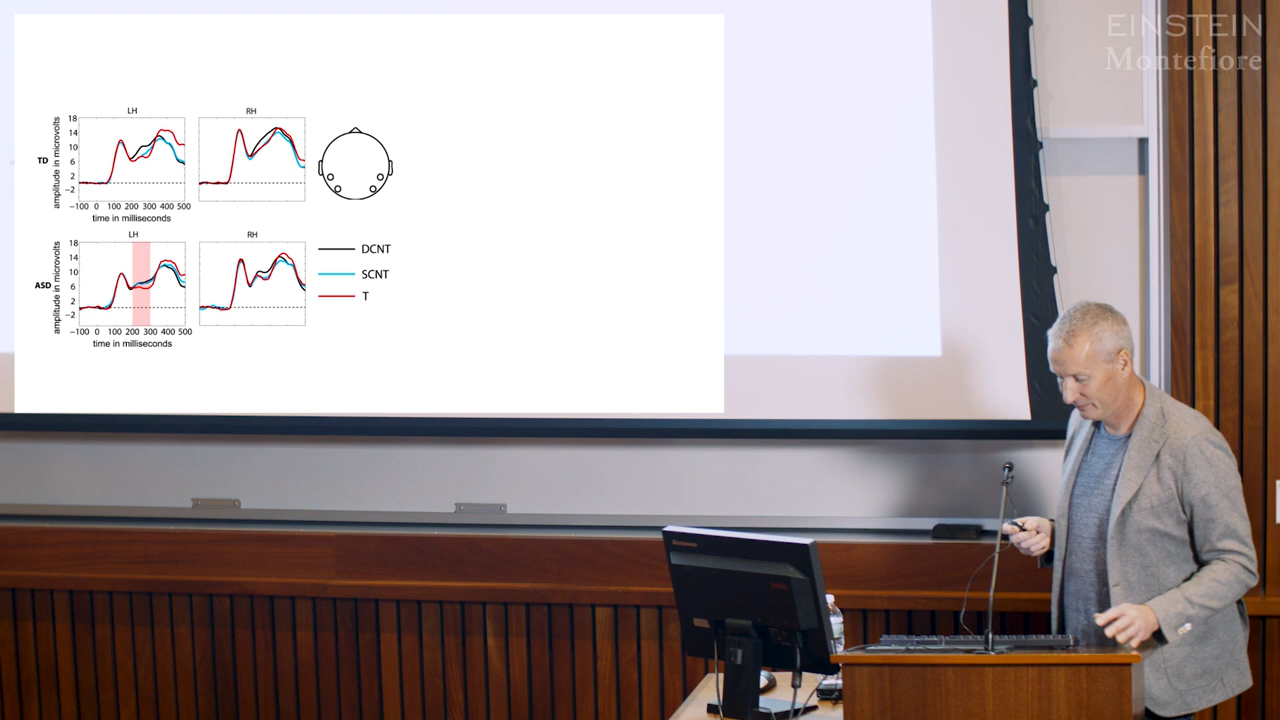 EINSTEIN
Montefiore
LH
RH
TD
amplitude in microvolts
18
14
10
6
2
−2
−100 0 100 200 300 400 500
time in milliseconds
LH
RH
ASD
amplitude in microvolts
18
14
10
6
2
−2
−100 0 100 200 300 400 500
time in milliseconds
DCNT
SCNT
T